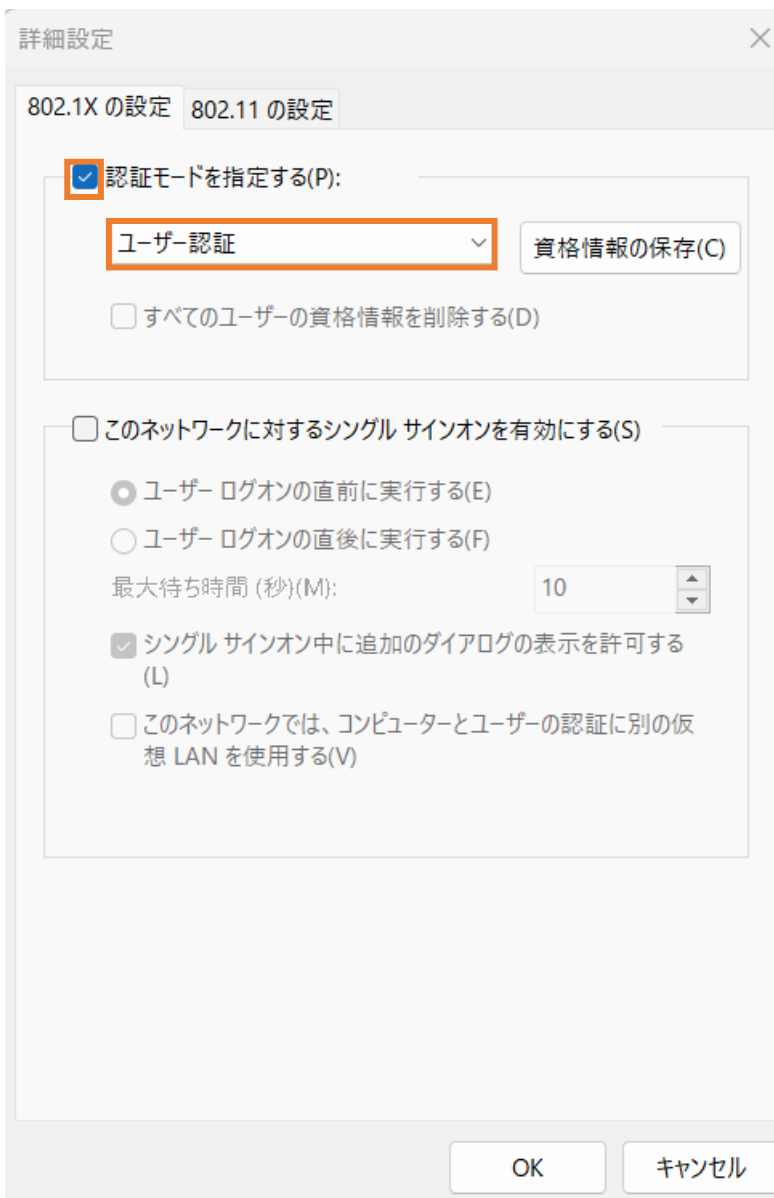 詳細設定
802.1X の設定
802.11 の設定
認証モードを指定する(P):
ユーザー認証
資格情報の保存(C)
すべてのユーザーの資格情報を削除する(D)
このネットワークに対するシングル サインオンを有効にする(S)
ユーザー ログオンの直前に実行する(E)
ユーザー ログオンの直後に実行する(F)
最大待ち時間 (秒)(M):
10
シングル サインオン中に追加のダイアログの表示を許可する
(L)
このネットワークでは、コンピューターとユーザーの認証に別の仮
想 LAN を使用する(V)
OK
キャンセル